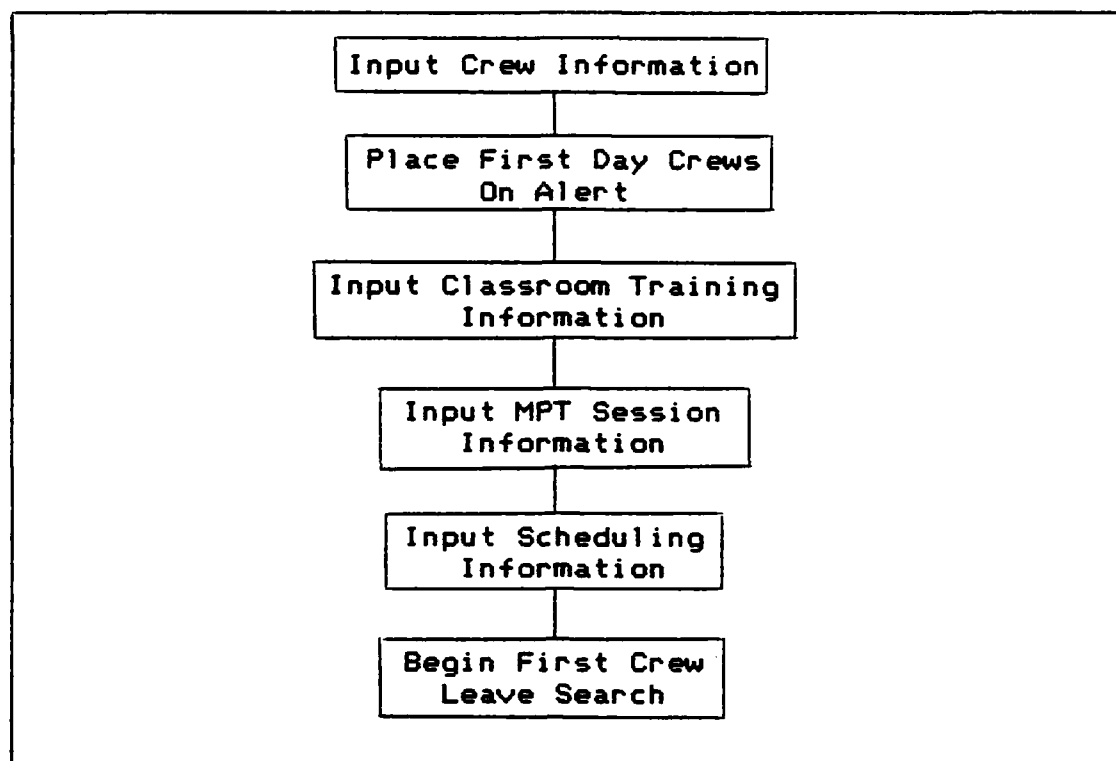 Input Crew Information
Place First Day Crews
On Alert
Input Classroom Training
Information
Input MPT Session
Information
Input Scheduling
Information
Begin First Crew
Leave Search